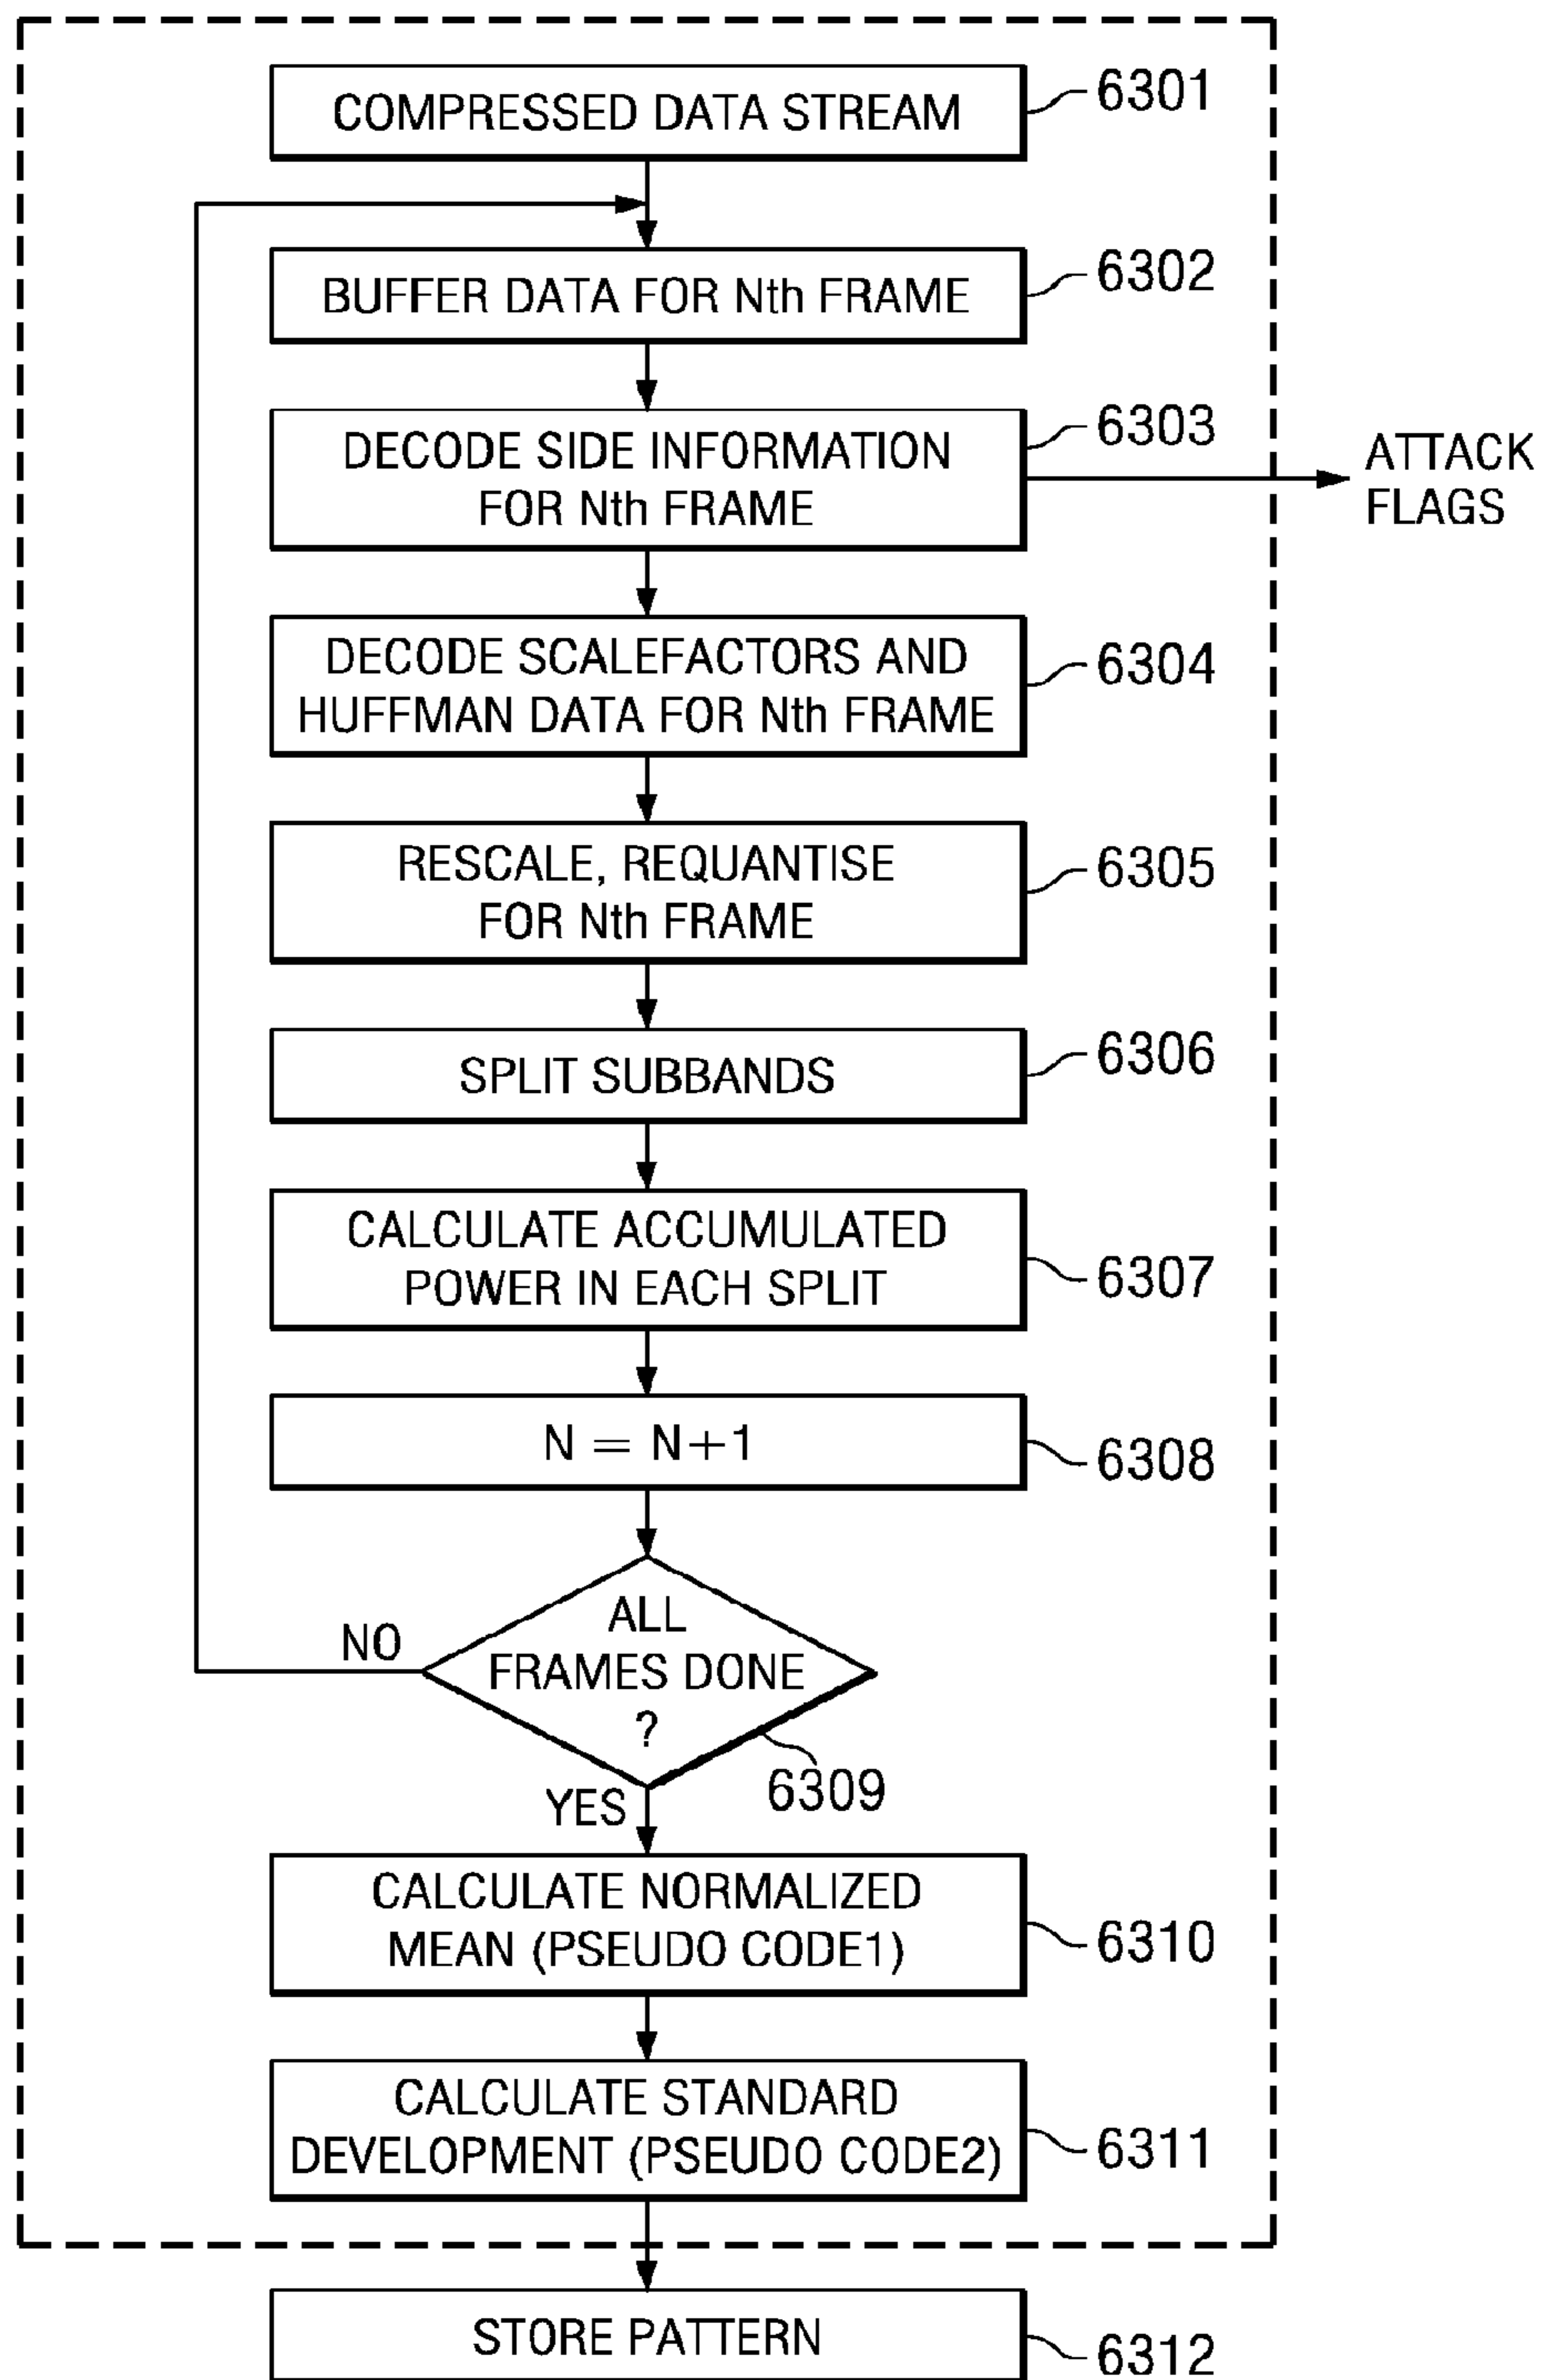 COMPRESSED DATA STREAM
6301
BUFFER DATA FOR Nth FRAME
6302
DECODE SIDE INFORMATION
FOR Nth FRAME
6303
ATTACK
FLAGS
DECODE SCALEFACTORS AND
HUFFMAN DATA FOR Nth FRAME
6304
RESCALE, REQUANTISE
FOR Nth FRAME
6305
SPLIT SUBBANDS
6306
CALCULATE ACCUMULATED
POWER IN EACH SPLIT
6307
N = N+1
6308
ALL
FRAMES DONE
?
NO
YES
6309
CALCULATE NORMALIZED
MEAN (PSEUDO CODE1)
6310
CALCULATE STANDARD
DEVELOPMENT (PSEUDO CODE2)
6311
STORE PATTERN
6312